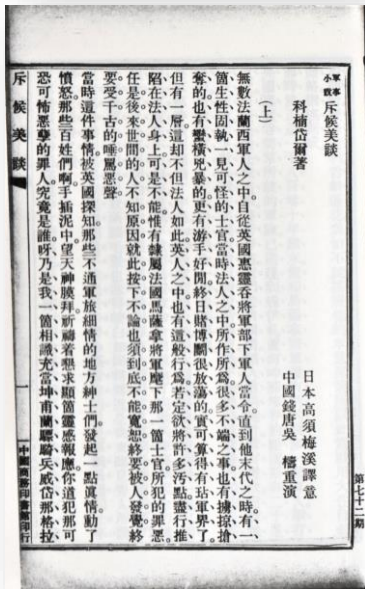 第七十二期
軍事小說 斥候美談
日本高須梅溪譯意
科楠岱爾著
中國錢唐吳檮重演
(上)
無數法蘭西軍人之中自從英國惠靈吞將軍部下軍人當令直到他末代之時有一
箇生性固執一見可怪的士官當時法人之中所作所爲很多不端之事也有擄掠搶
奪的也有蠻橫兇暴的更有游手好閒終日賭博闝很放蕩的實可算得有玷軍界了。
但有一層這却不但法人如此英人之中也有這般行爲若定欲將許多汚點盡行推
陷在法人身上可是不能惟有隸屬法國馬薩拿將軍麾下那一箇士官所犯的罪惡
任是後來世間的人不知原因就此按下不論也須到底不能寬恕終要被人發覺終
要受千古的唾罵惡聲
當時這件事情被英國探知那些不通軍旅細情的地方紳士們發起一點眞情動了
憤怒那些百姓們啊手插泥中望天神膜拜祈禱着懇求顯箇靈感報應你道犯那可
恐可怖惡孽的罪人究竟是誰呀乃是我一箇相識充當坤甫蘭驃騎兵威岱那格拉
斥候美談
一
中國商務印書館印行